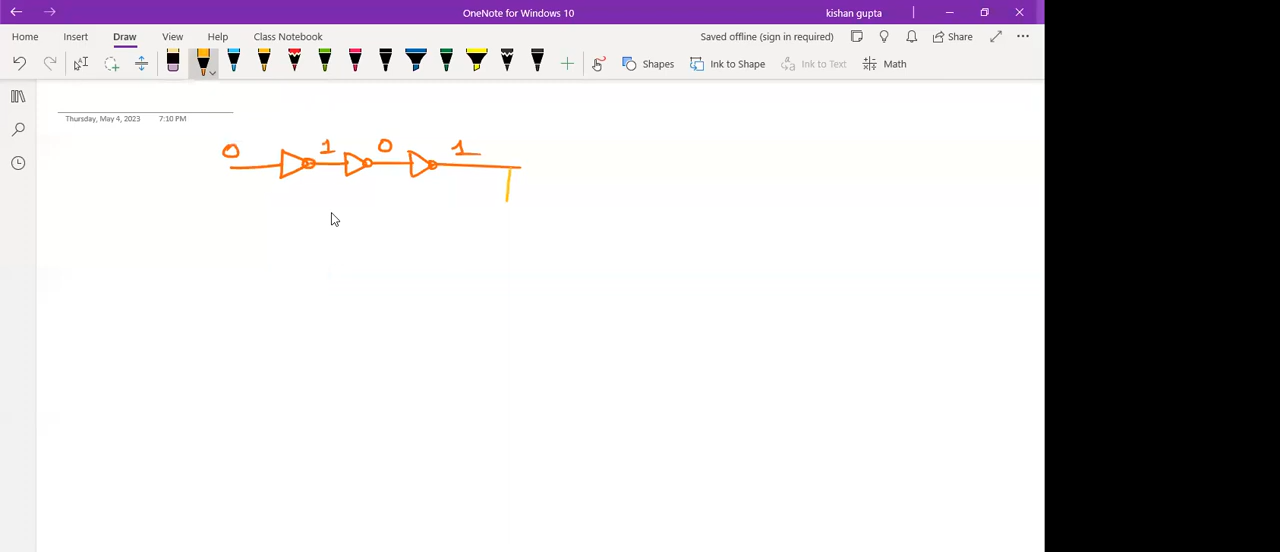 OneNote for Windows 10
kishan gupta
Home Insert Draw View Help Class Notebook
Saved offline (sign in required)
Share
Shapes
Ink to Shape
Ink to Text
Math
Thursday, May 4, 2023 7:10 PM
0 1 0 1